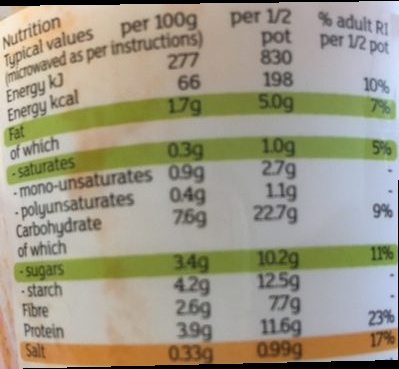 Nutrition
Typical values per 100g per 1/2 pot % adult RI per 1/2 pot
(microwaved as per instructions)
Energy kJ 277 830
Energy kcal 66 198 10%
Fat 1.7g 5.0g 7%
of which
- saturates 0.3g 1.0g 5%
- mono-unsaturates 0.9g 2.7g -
- polyunsaturates 0.4g 1.1g -
Carbohydrate 7.6g 22.7g 9%
of which
- sugars 3.4g 10.2g 11%
- starch 4.2g 12.5g -
Fibre 2.6g 7.7g -
Protein 3.9g 11.6g 23%
Salt 0.33g 0.99g 17%